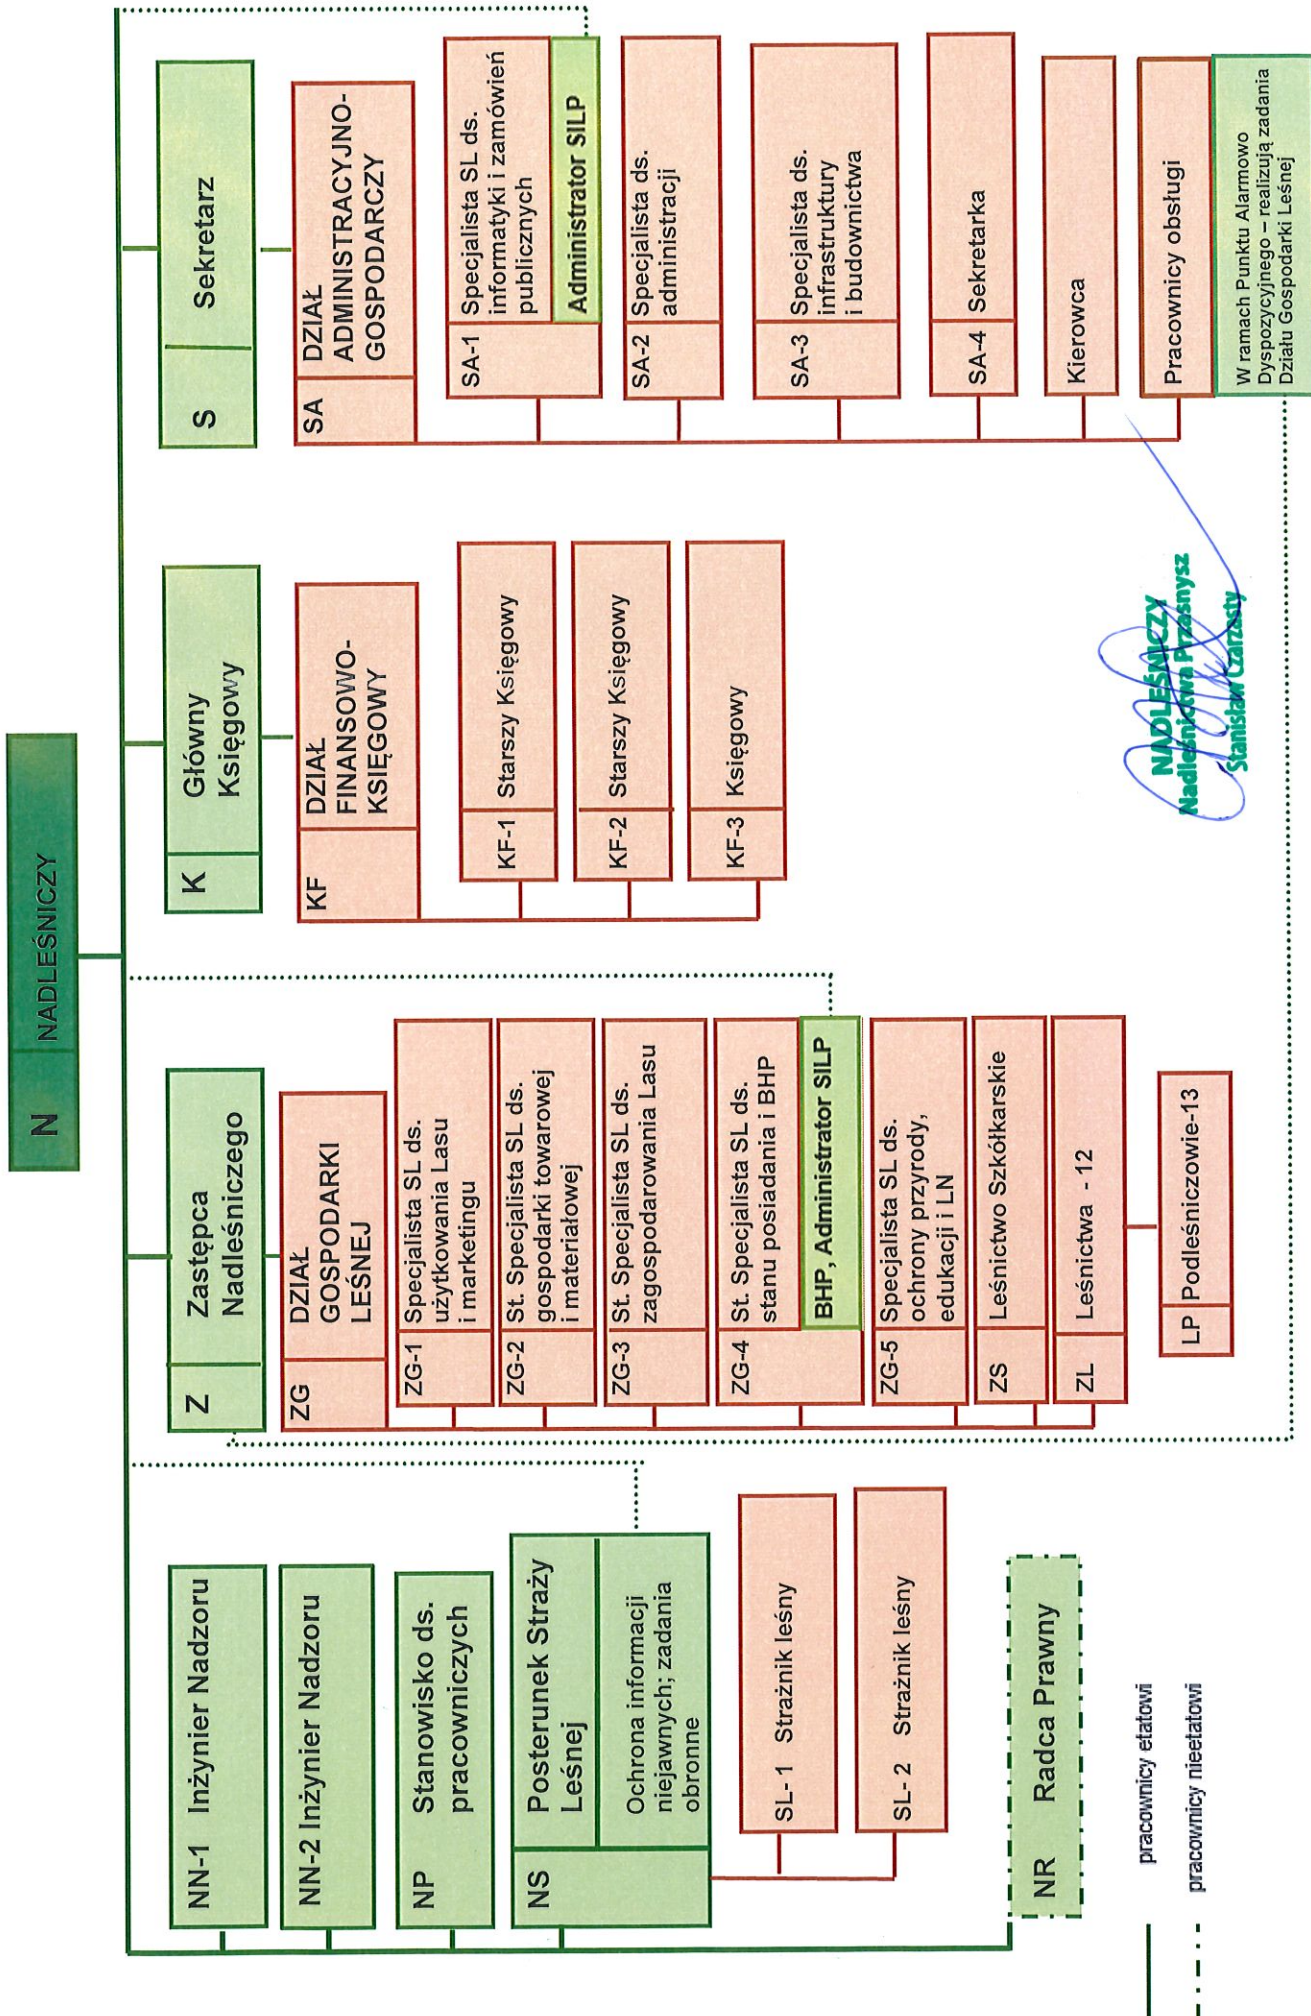 N NADLEŚNICZY
NN-1 Inżynier Nadzoru
NN-2 Inżynier Nadzoru
NP Stanowisko ds.
pracowniczych
NS Posterunek Straży
Leśnej
Ochrona informacji
niejawnych; zadania
obronne
SL- 1 Strażnik leśny
SL- 2 Strażnik leśny
NR Radca Prawny
pracownicy etatowi
pracownicy nieetatowi
Z Zastępca
Nadleśniczego
ZG DZIAŁ
GOSPODARKI
LEŚNEJ
ZG-1 Specjalista SL ds.
użytkowania Lasu
i marketingu
ZG-2 St. Specjalista SL ds.
gospodarki towarowej
i materiałowej
ZG-3 St. Specjalista SL ds.
zagospodarowania Lasu
ZG-4 St. Specjalista SL ds.
stanu posiadania i BHP
BHP, Administrator SILP
ZG-5 Specjalista SL ds.
ochrony przyrody,
edukacji i LN
ZS Leśnictwo Szkółkarskie
ZL Leśnictwa - 12
LP Podleśniczowie-13
K Główny
Księgowy
KF DZIAŁ
FINANSOWO-
KSIĘGOWY
KF-1 Starszy Księgowy
KF-2 Starszy Księgowy
KF-3 Księgowy
NADLEŚNICZY
Nadleśnictwa Przasnysz
Stanisław Czarzasty
S Sekretarz
SA DZIAŁ
ADMINISTRACYJNO-
GOSPODARCZY
SA-1 Specjalista SL ds.
informatyki i zamówień
publicznych
Administrator SILP
SA-2 Specjalista ds.
administracji
SA-3 Specjalista ds.
infrastruktury
i budownictwa
SA-4 Sekretarka
Kierowca
Pracownicy obsługi
W ramach Punktu Alarmowo
Dyspozycyjnego – realizują zadania
Działu Gospodarki Leśnej